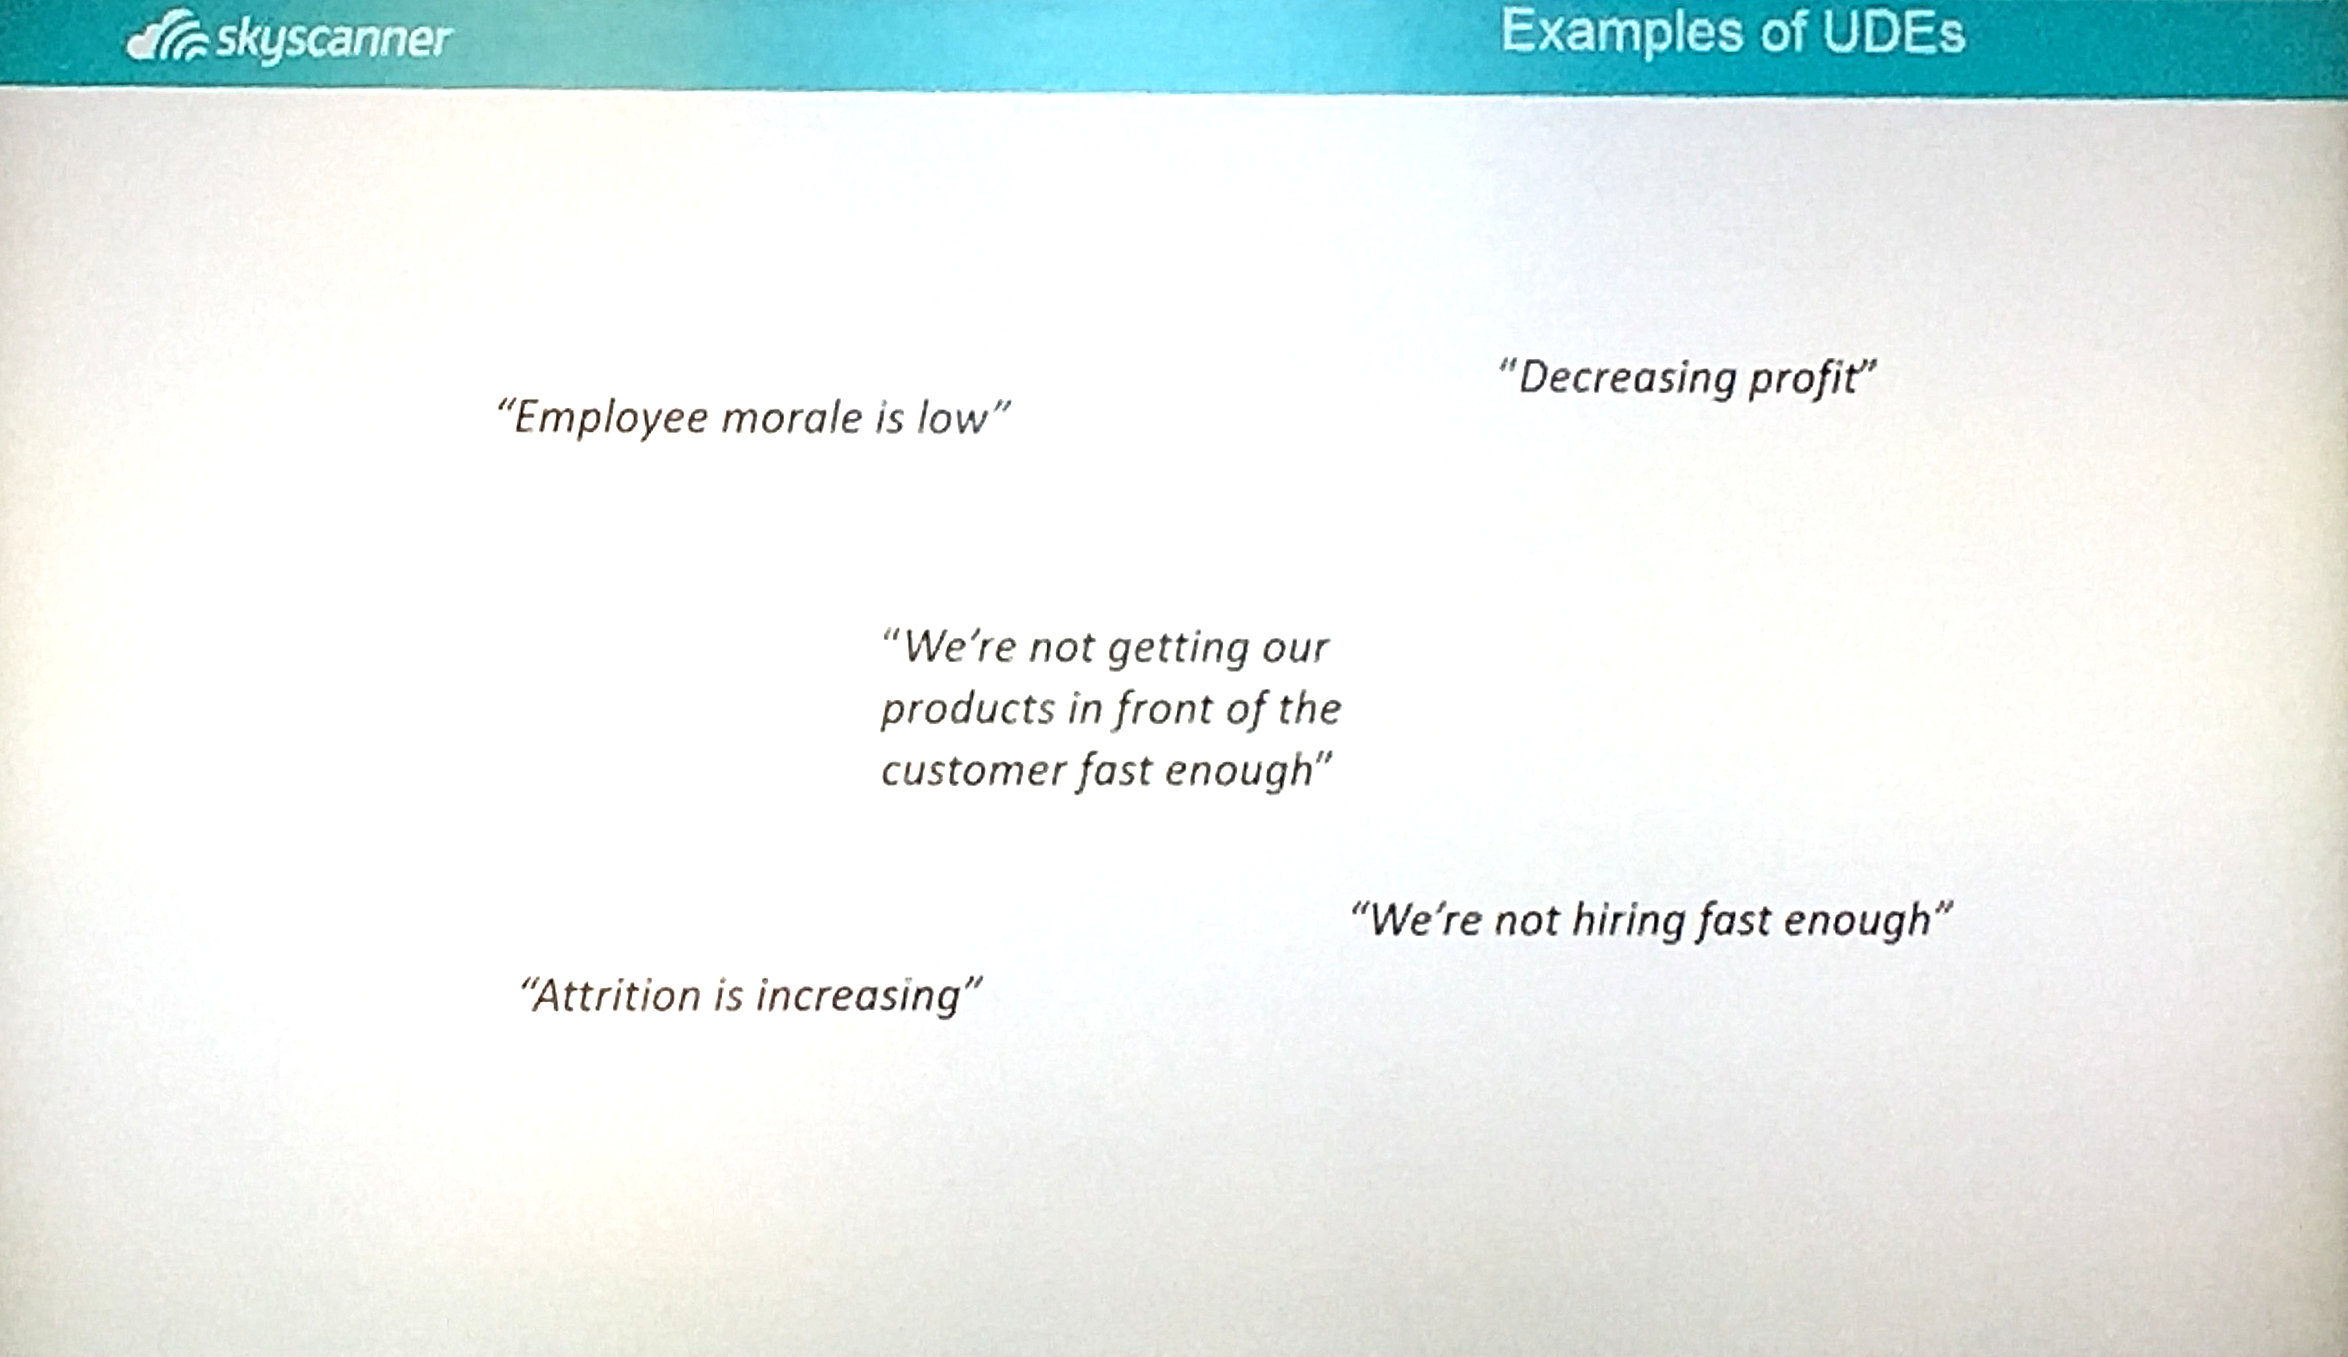 skyscanner
Examples of UDEs
“Decreasing profit”
“Employee morale is low”
“We’re not getting our
products in front of the
customer fast enough”
“We’re not hiring fast enough”
“Attrition is increasing”